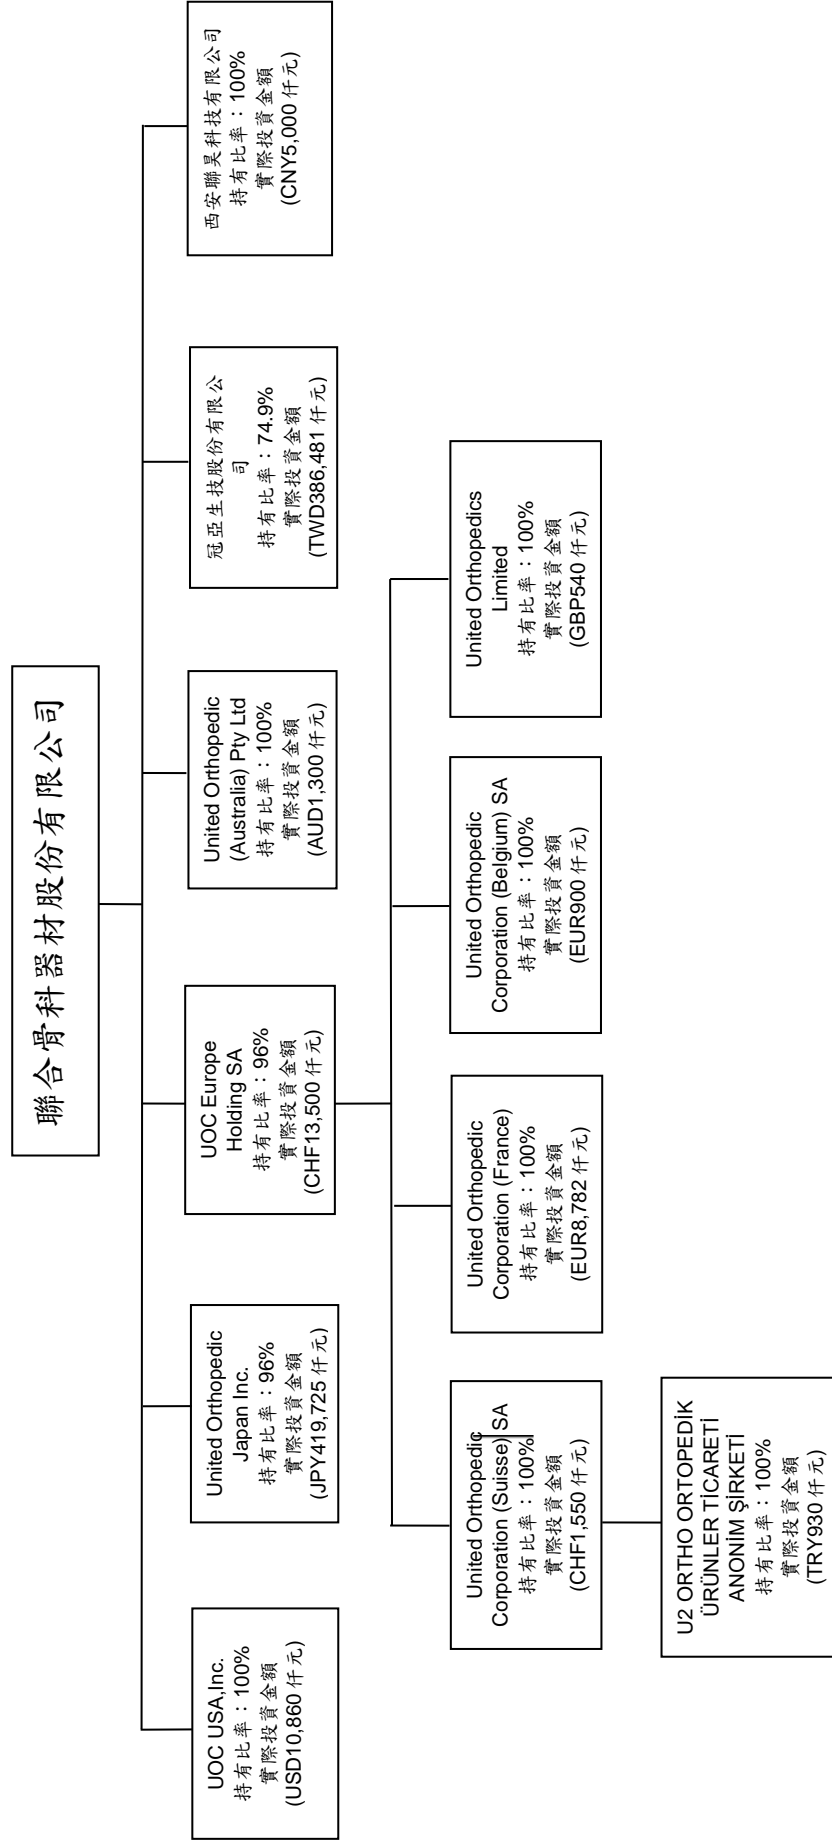 聯合骨科器材股份有限公司
UOC USA,Inc.
持有比率：100%
實際投資金額
(USD10,860 仟元)
United Orthopedic
Japan Inc.
持有比率：96%
實際投資金額
(JPY419,725 仟元)
UOC Europe
Holding SA
持有比率：96%
實際投資金額
(CHF13,500 仟元)
United Orthopedic
(Australia) Pty Ltd
持有比率：100%
實際投資金額
(AUD1,300 仟元)
冠亞生技股份有限公
司
持有比率：74.9%
實際投資金額
(TWD386,481 仟元)
西安聯昊科技有限公司
持有比率：100%
實際投資金額
(CNY5,000 仟元)
United Orthopedic
Corporation (Suisse) SA
持有比率：100%
實際投資金額
(CHF1,550 仟元)
United Orthopedic
Corporation (France)
持有比率：100%
實際投資金額
(EUR8,782 仟元)
United Orthopedic
Corporation (Belgium) SA
持有比率：100%
實際投資金額
(EUR900 仟元)
United Orthopedics
Limited
持有比率：100%
實際投資金額
(GBP540 仟元)
U2 ORTHO ORTOPEDİK
ÜRÜNLER TİCARETİ
ANONİM ŞİRKETİ
持有比率：100%
實際投資金額
(TRY930 仟元)